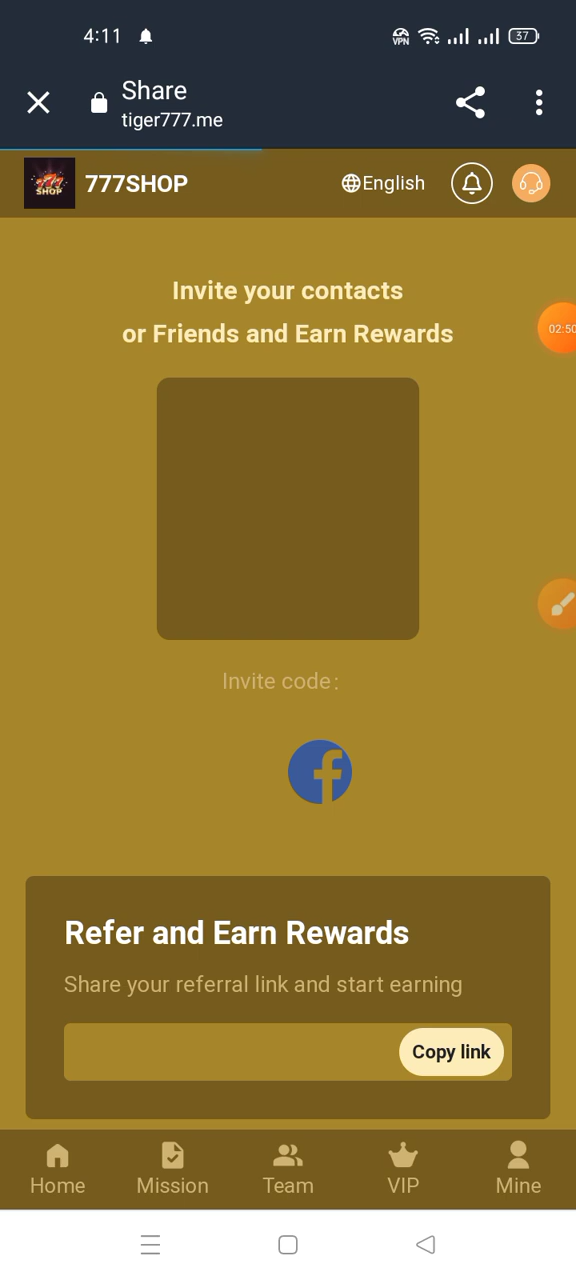 4:11
VPN
37
Share
tiger777.me
777
SHOP
777SHOP
English
Invite your contacts
or Friends and Earn Rewards
02:50
Invite code:
Refer and Earn Rewards
Share your referral link and start earning
Copy link
Home
Mission
Team
VIP
Mine